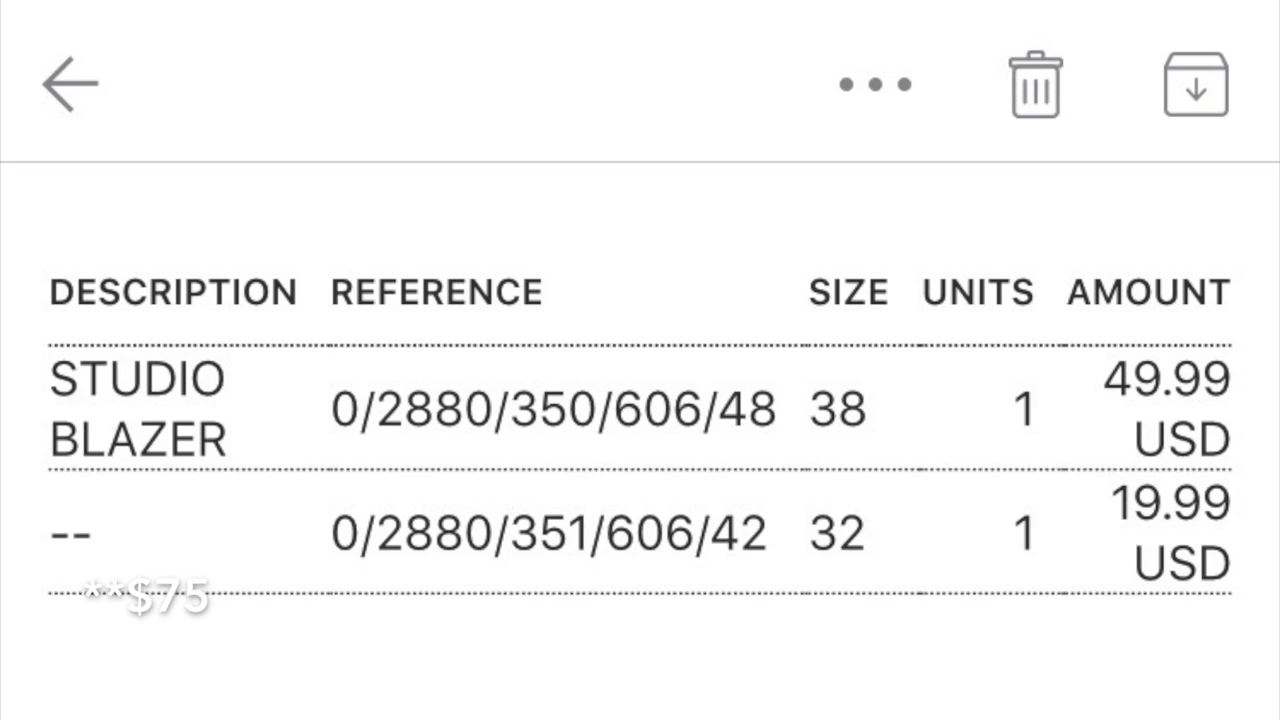 DESCRIPTION REFERENCE SIZE UNITS AMOUNT
STUDIO BLAZER 0/2880/350/606/48 38 1 49.99 USD
-- 0/2880/351/606/42 32 1 19.99 USD
**$75